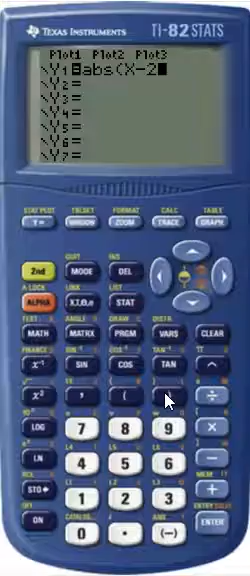 TEXAS INSTRUMENTS TI-82 STATS
Plot1 Plot2 Plot3
\Y1=abs(X-2
\Y2=
\Y3=
\Y4=
\Y5=
\Y6=
\Y7=
STAT PLOT TBLSET FORMAT CALC TABLE
Y= WINDOW ZOOM TRACE GRAPH
QUIT INS
2nd MODE DEL
A-LOCK LINK LIST
ALPHA X,T,θ,n STAT
TEST ANGLE DRAW DISTR
MATH MATRX PRGM VARS CLEAR
FINANCE SIN⁻¹ COS⁻¹ TAN⁻¹ π
x⁻¹ SIN COS TAN ^
x² , ( ÷
LOG 7 8 9 ×
L4 L5 L6
LN 4 5 6 −
RCL L1 L2 L3 MEM
STO 1 2 3 +
OFF CATALOG ANS ENTRY SOLVE
ON 0 . (−) ENTER